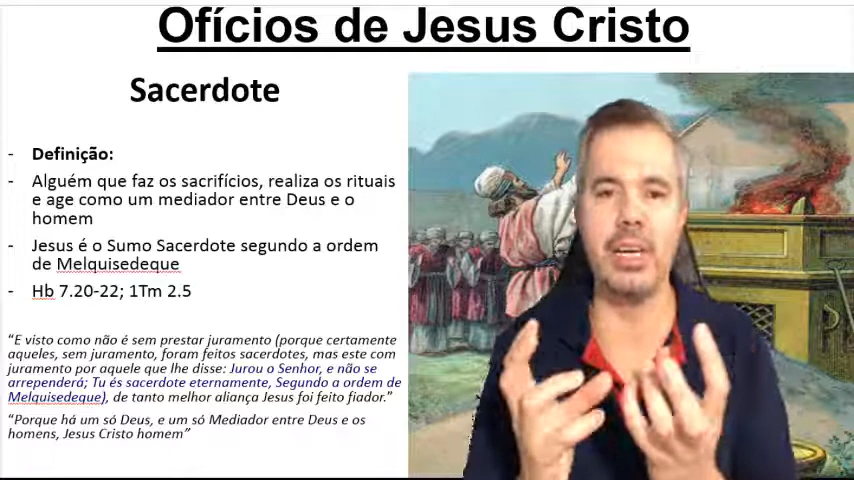 Ofícios de Jesus Cristo
Sacerdote
- Definição:
- Alguém que faz os sacrifícios, realiza os rituais
e age como um mediador entre Deus e o
homem
- Jesus é o Sumo Sacerdote segundo a ordem
de Melquisedeque
- Hb 7.20-22; 1Tm 2.5
“E visto como não é sem prestar juramento (porque certamente
aqueles, sem juramento, foram feitos sacerdotes, mas este com
juramento por aquele que lhe disse: Jurou o Senhor, e não se
arrependerá; Tu és sacerdote eternamente, Segundo a ordem de
Melquisedeque), de tanto melhor aliança Jesus foi feito fiador.”
“Porque há um só Deus, e um só Mediador entre Deus e os
homens, Jesus Cristo homem”